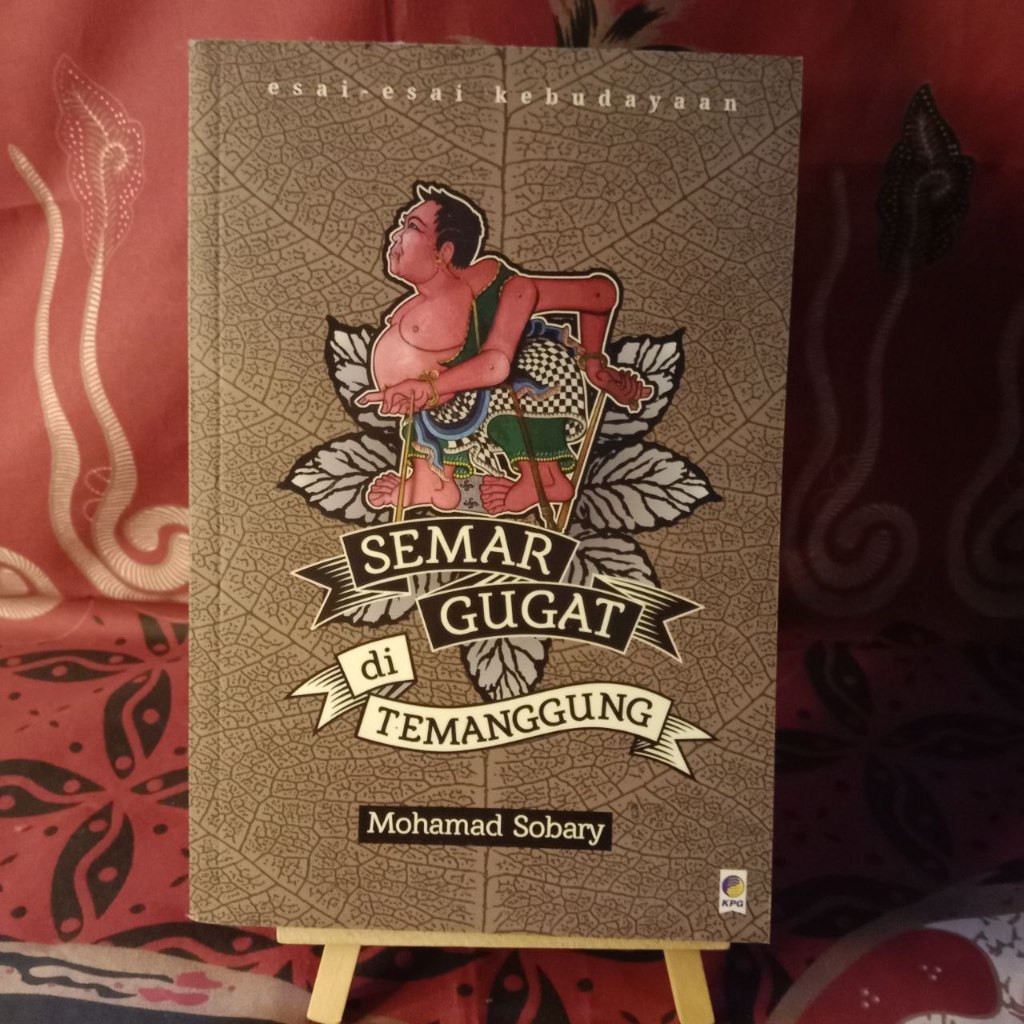 esai-esai kebudayaan
SEMAR
GUGAT
di
TEMANGGUNG
Mohamad Sobary
KPG